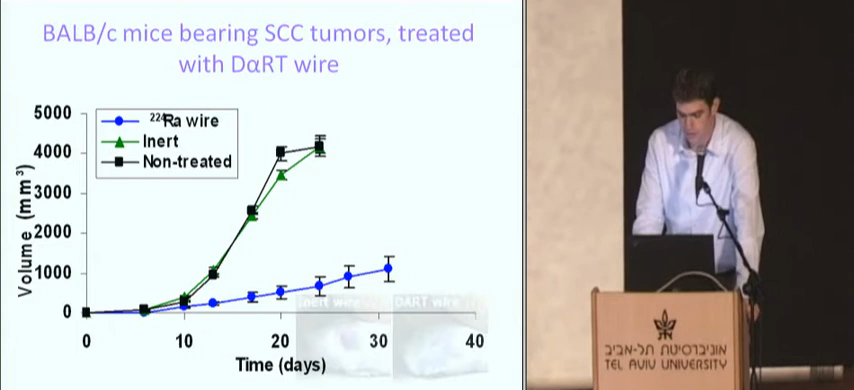 BALB/c mice bearing SCC tumors, treated
with DαRT wire
Volume (mm³)
5000
4000
3000
2000
1000
0
²²⁴Ra wire
Inert
Non-treated
0
10
20
30
40
Time (days)
Inert wire
DART wire
אוניברסיטת תל-אביב
TEL AVIV UNIVERSITY